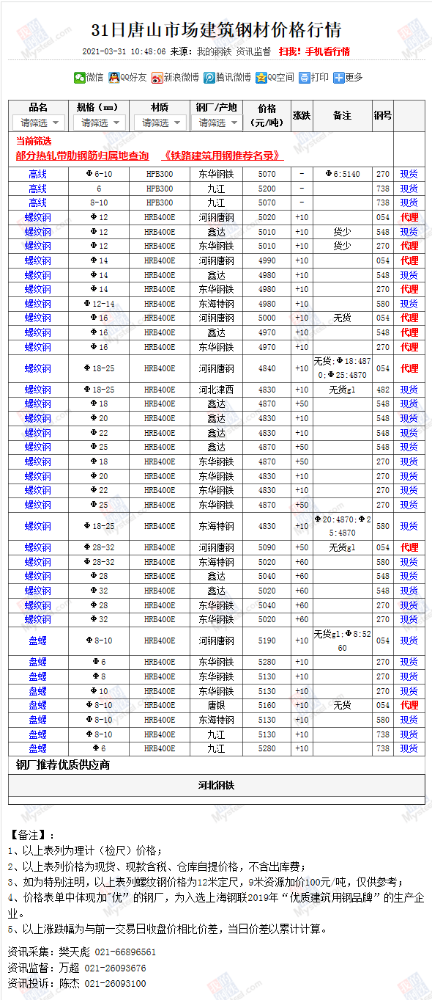 31日唐山市场建筑钢材价格行情
2021-03-31 10:48:06 来源：我的钢铁 资讯监督 扫我！手机看行情
微信 QQ好友 新浪微博 腾讯微博 QQ空间 打印 更多
品名 规格（㎜） 材质 钢厂/产地 价格（元/吨） 涨跌 备注 钢号
请筛选 请筛选 请筛选 请筛选
当前筛选
部分热轧带肋钢筋归属地查询 《铁路建筑用钢推荐名录》
高线 Φ6-10 HPB300 东华钢铁 5070 - Φ6:5140 270 现货
高线 6 HPB300 九江 5200 - 738 现货
高线 8-10 HPB300 九江 5070 - 738 现货
螺纹钢 Φ12 HRB400E 河钢唐钢 5020 +10 054 代理
螺纹钢 Φ12 HRB400E 鑫达 5010 +10 货少 548 现货
螺纹钢 Φ12 HRB400E 东华钢铁 5010 +10 货少 270 代理
螺纹钢 Φ14 HRB400E 河钢唐钢 4990 +10 054 代理
螺纹钢 Φ14 HRB400E 鑫达 4980 +10 548 现货
螺纹钢 Φ14 HRB400E 东华钢铁 4980 +10 270 代理
螺纹钢 Φ12-14 HRB400E 东海特钢 4980 +10 580 现货
螺纹钢 Φ16 HRB400E 河钢唐钢 5000 +10 无货 054 代理
螺纹钢 Φ16 HRB400E 鑫达 4970 +10 548 代理
螺纹钢 Φ16 HRB400E 东华钢铁 4970 +10 270 代理
螺纹钢 Φ18-25 HRB400E 河钢唐钢 4840 +10 无货;Φ18:4870;Φ25:4870 054 代理
螺纹钢 Φ18-25 HRB400E 河北津西 4830 +10 无货gl 482 现货
螺纹钢 Φ18 HRB400E 鑫达 4870 +50 548 现货
螺纹钢 Φ20 HRB400E 鑫达 4830 +10 548 现货
螺纹钢 Φ22 HRB400E 鑫达 4830 +10 548 现货
螺纹钢 Φ25 HRB400E 鑫达 4870 +50 548 现货
螺纹钢 Φ18 HRB400E 东华钢铁 4870 +50 270 现货
螺纹钢 Φ20 HRB400E 东华钢铁 4830 +10 270 现货
螺纹钢 Φ22 HRB400E 东华钢铁 4830 +10 270 现货
螺纹钢 Φ25 HRB400E 东华钢铁 4870 +50 270 现货
螺纹钢 Φ18-25 HRB400E 东海特钢 4830 +10 Φ20:4870;Φ25:4870 580 现货
螺纹钢 Φ28-32 HRB400E 河钢唐钢 5090 +50 无货gl 054 代理
螺纹钢 Φ28-32 HRB400E 东海特钢 5020 +60 580 现货
螺纹钢 Φ28 HRB400E 鑫达 5040 +60 548 现货
螺纹钢 Φ32 HRB400E 鑫达 5020 +60 548 现货
螺纹钢 Φ28 HRB400E 东华钢铁 5040 +60 270 现货
螺纹钢 Φ32 HRB400E 东华钢铁 5020 +60 270 现货
盘螺 Φ8-10 HRB400E 河钢唐钢 5190 +10 无货gl;Φ8:5260 054 现货
盘螺 Φ6 HRB400E 东华钢铁 5280 +10 270 现货
盘螺 Φ8 HRB400E 东华钢铁 5130 +10 270 现货
盘螺 Φ10 HRB400E 东华钢铁 5130 +10 270 现货
盘螺 Φ8-10 HRB400E 唐银 5160 +10 无货 054 代理
盘螺 Φ8-10 HRB400E 东海特钢 5130 +10 580 现货
盘螺 Φ8-10 HRB400E 九江 5130 +10 738 现货
盘螺 Φ6 HRB400E 九江 5280 +10 738 现货
钢厂推荐优质供应商
河北钢铁
【备注】：
1、以上表列为理计（检尺）价格；
2、以上表列价格为现货、现款含税、仓库自提价格，不含出库费；
3、如为特别注明，以上表列螺纹钢价格为12米定尺，9米资源加价100元/吨，仅供参考；
4、价格表单中体现加"优"的钢厂，为入选上海钢联2019年“优质建筑用钢品牌”的生产企
业。
5、以上涨跌幅为与前一交易日收盘价相比价差，当日价差以累计计算。
资讯采集：樊天彪 021-66896561
资讯监督：万超 021-26093676
资讯投诉：陈杰 021-26093100